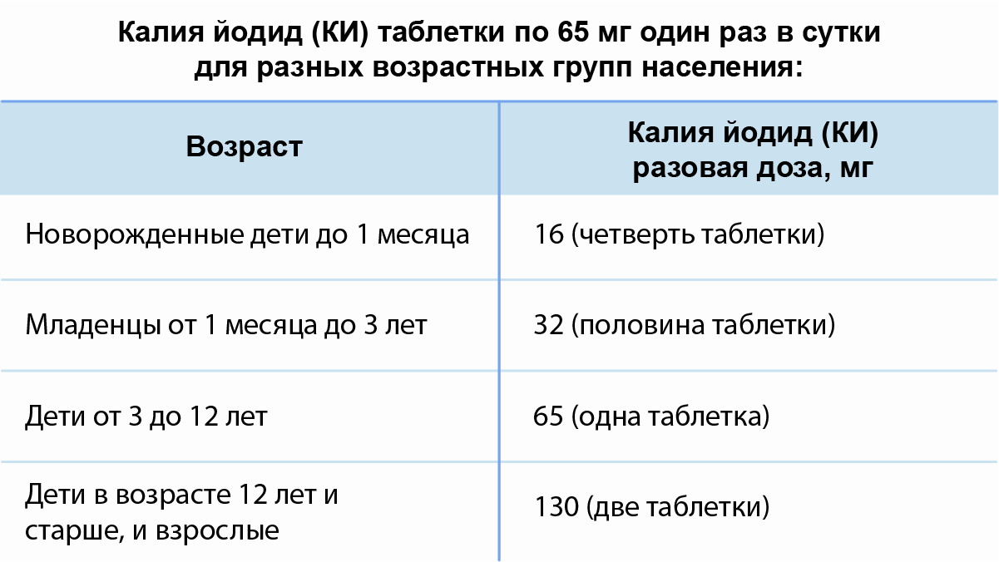 Калия йодид (КИ) таблетки по 65 мг один раз в сутки
для разных возрастных групп населения:
Возраст
Калия йодид (КИ)
разовая доза, мг
Новорожденные дети до 1 месяца
16 (четверть таблетки)
Младенцы от 1 месяца до 3 лет
32 (половина таблетки)
Дети от 3 до 12 лет
65 (одна таблетка)
Дети в возрасте 12 лет и
старше, и взрослые
130 (две таблетки)